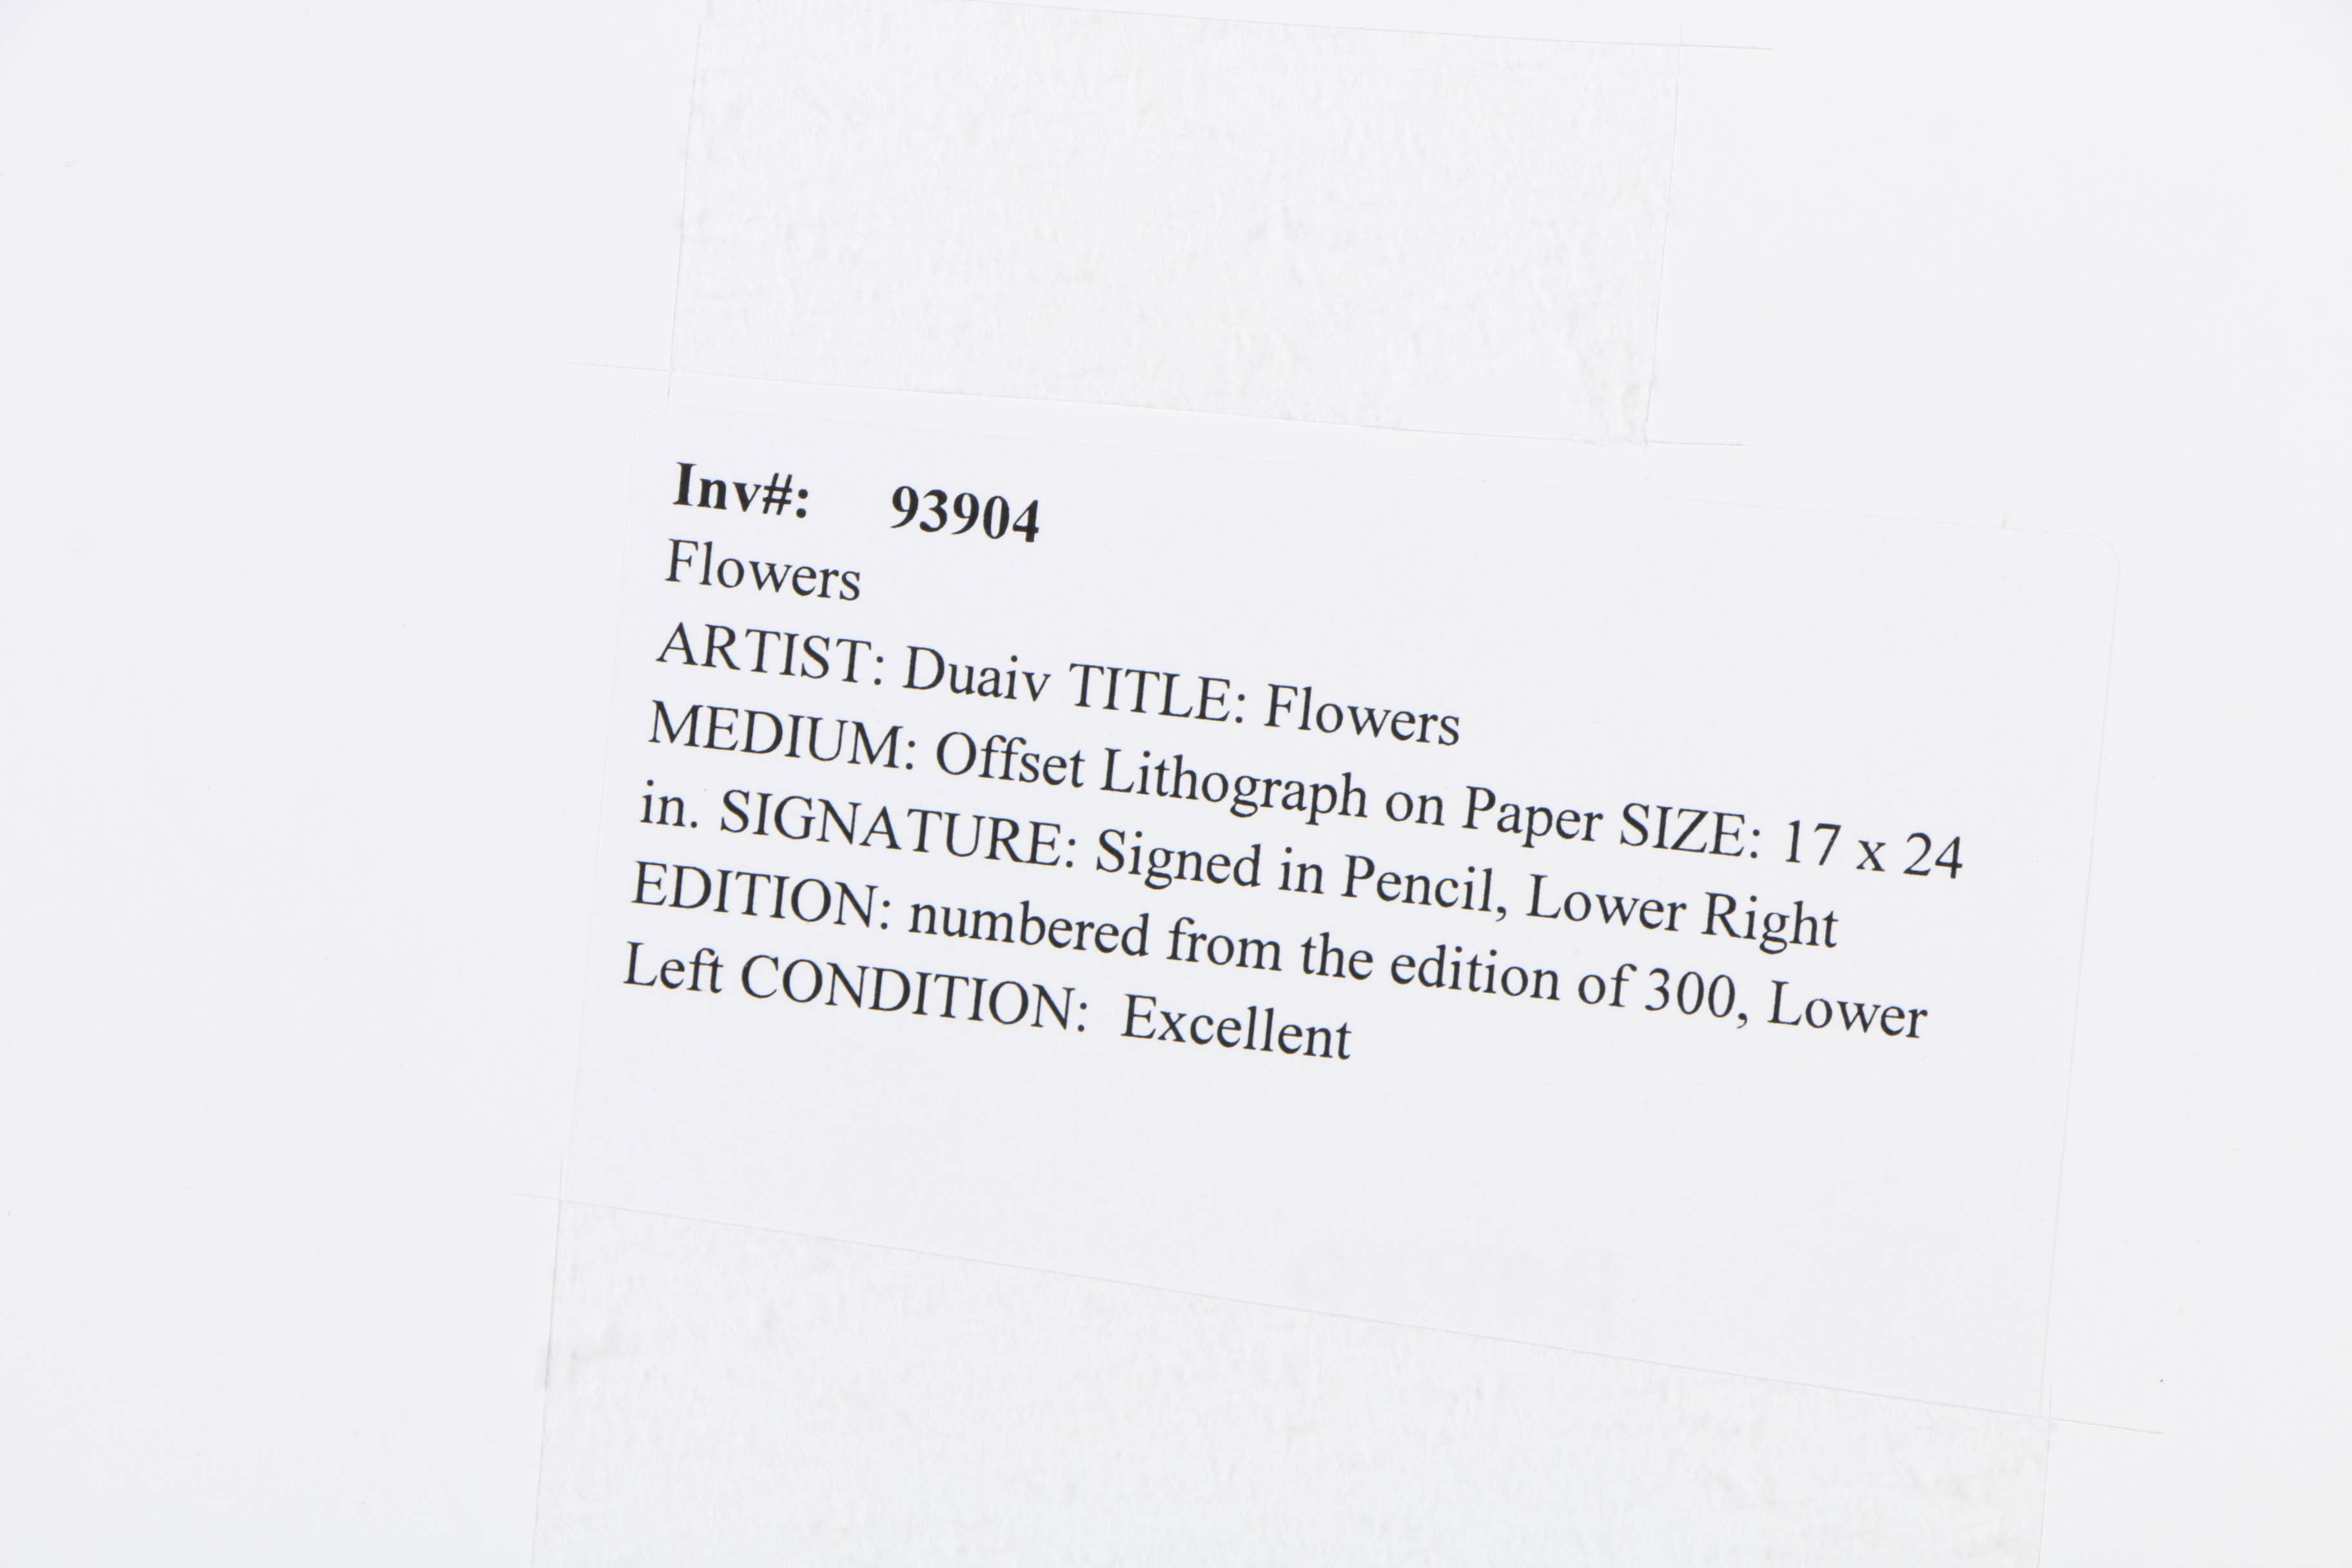 Inv#: 93904
Flowers
ARTIST: Duaiv TITLE: Flowers
MEDIUM: Offset Lithograph on Paper SIZE: 17 x 24
in. SIGNATURE: Signed in Pencil, Lower Right
EDITION: numbered from the edition of 300, Lower
Left CONDITION: Excellent